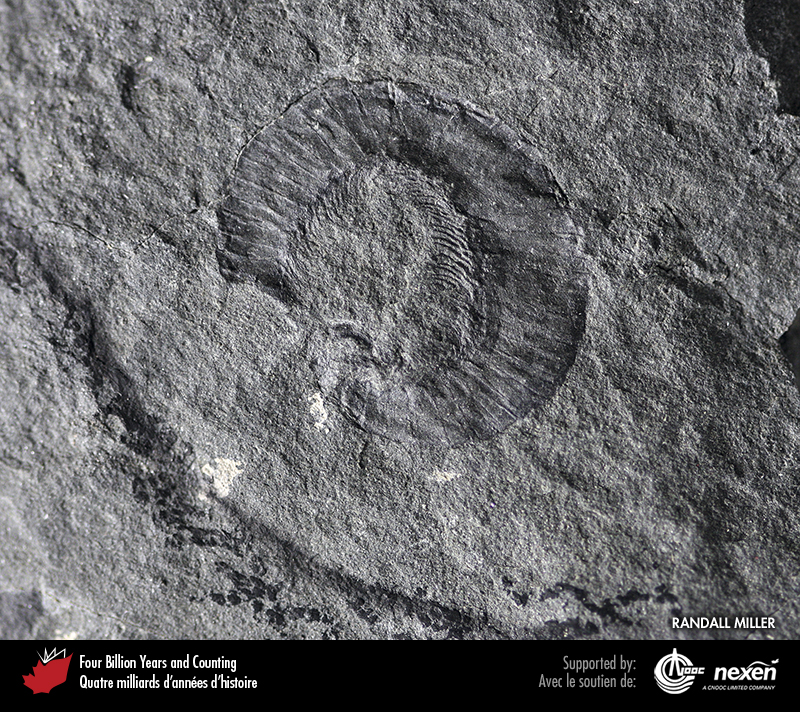 RANDALL MILLER
Four Billion Years and Counting
Quatre milliards d'années d'histoire
Supported by:
Avec le soutien de:
CNOOC
nexen
A CNOOC LIMITED COMPANY